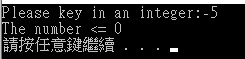 Please key in an integer:-5
The number <= 0
請按任意鍵繼續 . . .